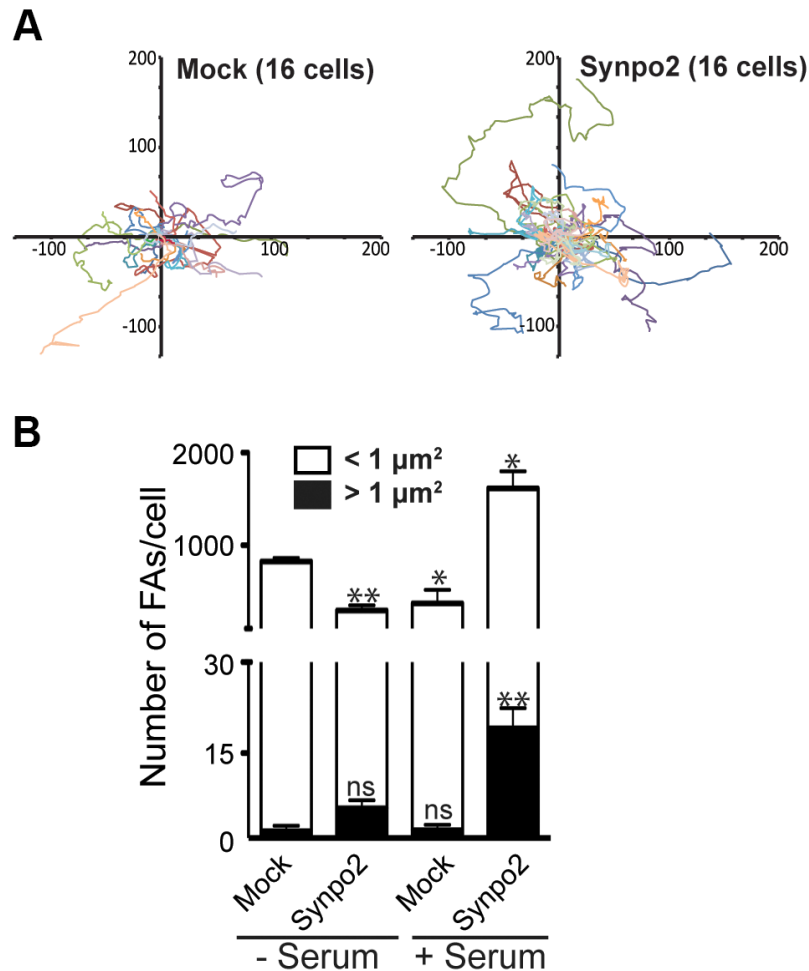 A
200
Mock (16 cells)
100
-100
100
200
-100
200
Synpo2 (16 cells)
100
-100
100
200
-100
B
Number of FAs/cell
2000
1000
30
15
0
< 1 µm²
> 1 µm²
**
*
*
ns
ns
**
Mock
Synpo2
Mock
Synpo2
- Serum
+ Serum